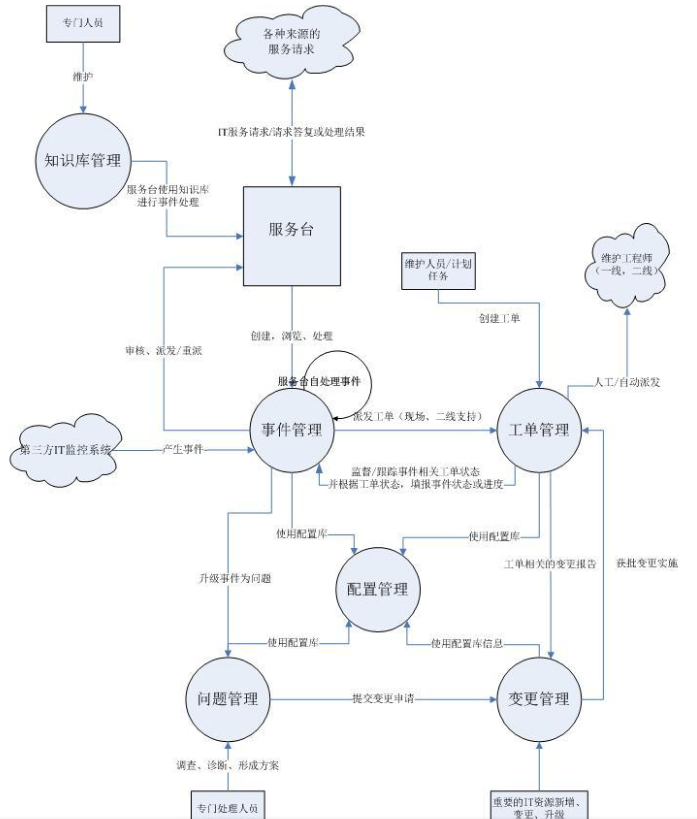 专门人员
各种来源的
服务请求
维护
IT服务请求/请求答复或处理结果
知识库管理
服务台使用知识库
进行事件处理
服务台
维护人员/计划
任务
维护工程师
（一线，二线）
创建工单
创建，浏览、处理
审核、派发/重派
服务台自处理事件
人工/自动派发
派发工单（现场、二线支持）
事件管理
工单管理
第三方IT监控系统
产生事件
监督/跟踪事件相关工单状态
并根据工单状态，填报事件状态或进度
使用配置库
使用配置库
工单相关的变更报告
获批变更实施
升级事件为问题
配置管理
使用配置库
使用配置库信息
问题管理
提交变更申请
变更管理
调查、诊断、形成方案
专门处理人员
重要的IT资源新增、
变更、升级